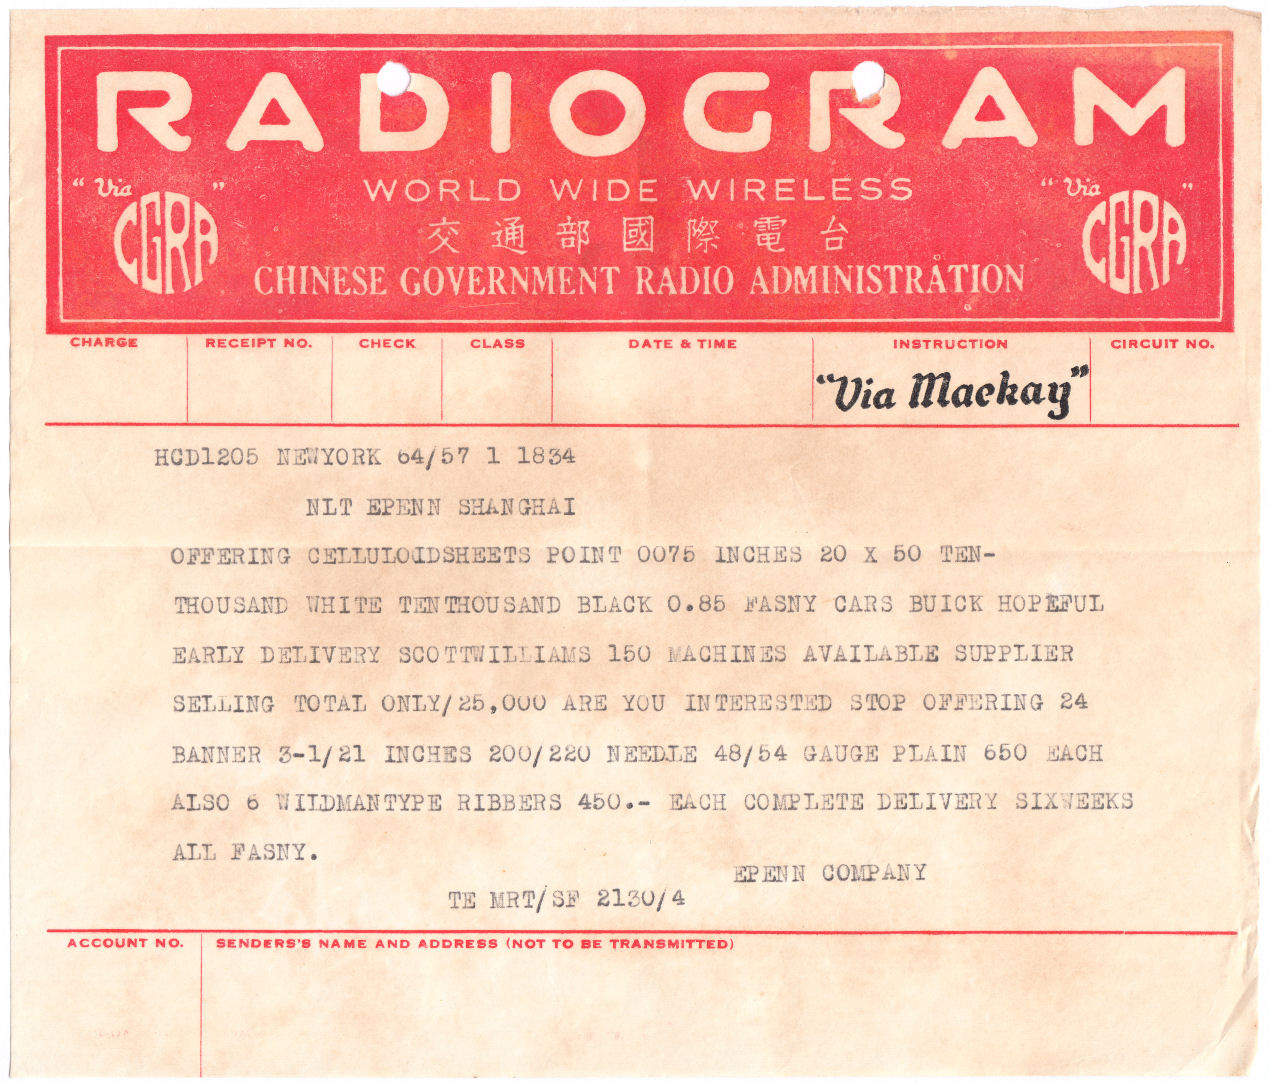 RADIOGRAM
"Via CGRA"
WORLD WIDE WIRELESS
"Via CGRA"
交通部國際電台
CHINESE GOVERNMENT RADIO ADMINISTRATION
CHARGE RECEIPT NO. CHECK CLASS DATE & TIME INSTRUCTION CIRCUIT NO.
"Via Mackay"
HCD1205 NEWYORK 64/57 1 1834
NLT EPENN SHANGHAI
OFFERING CELLULOIDSHEETS POINT 0075 INCHES 20 X 50 TEN-
THOUSAND WHITE TENTHOUSAND BLACK 0.85 FASNY CARS BUICK HOPEFUL
EARLY DELIVERY SCOTTWILLIAMS 150 MACHINES AVAILABLE SUPPLIER
SELLING TOTAL ONLY/25,000 ARE YOU INTERESTED STOP OFFERING 24
BANNER 3-1/21 INCHES 200/220 NEEDLE 48/54 GAUGE PLAIN 650 EACH
ALSO 6 WILDMANTYPE RIBBERS 450.- EACH COMPLETE DELIVERY SIXWEEKS
ALL FASNY.
EPENN COMPANY
TE MRT/SF 2130/4
ACCOUNT NO. SENDERS'S NAME AND ADDRESS (NOT TO BE TRANSMITTED)